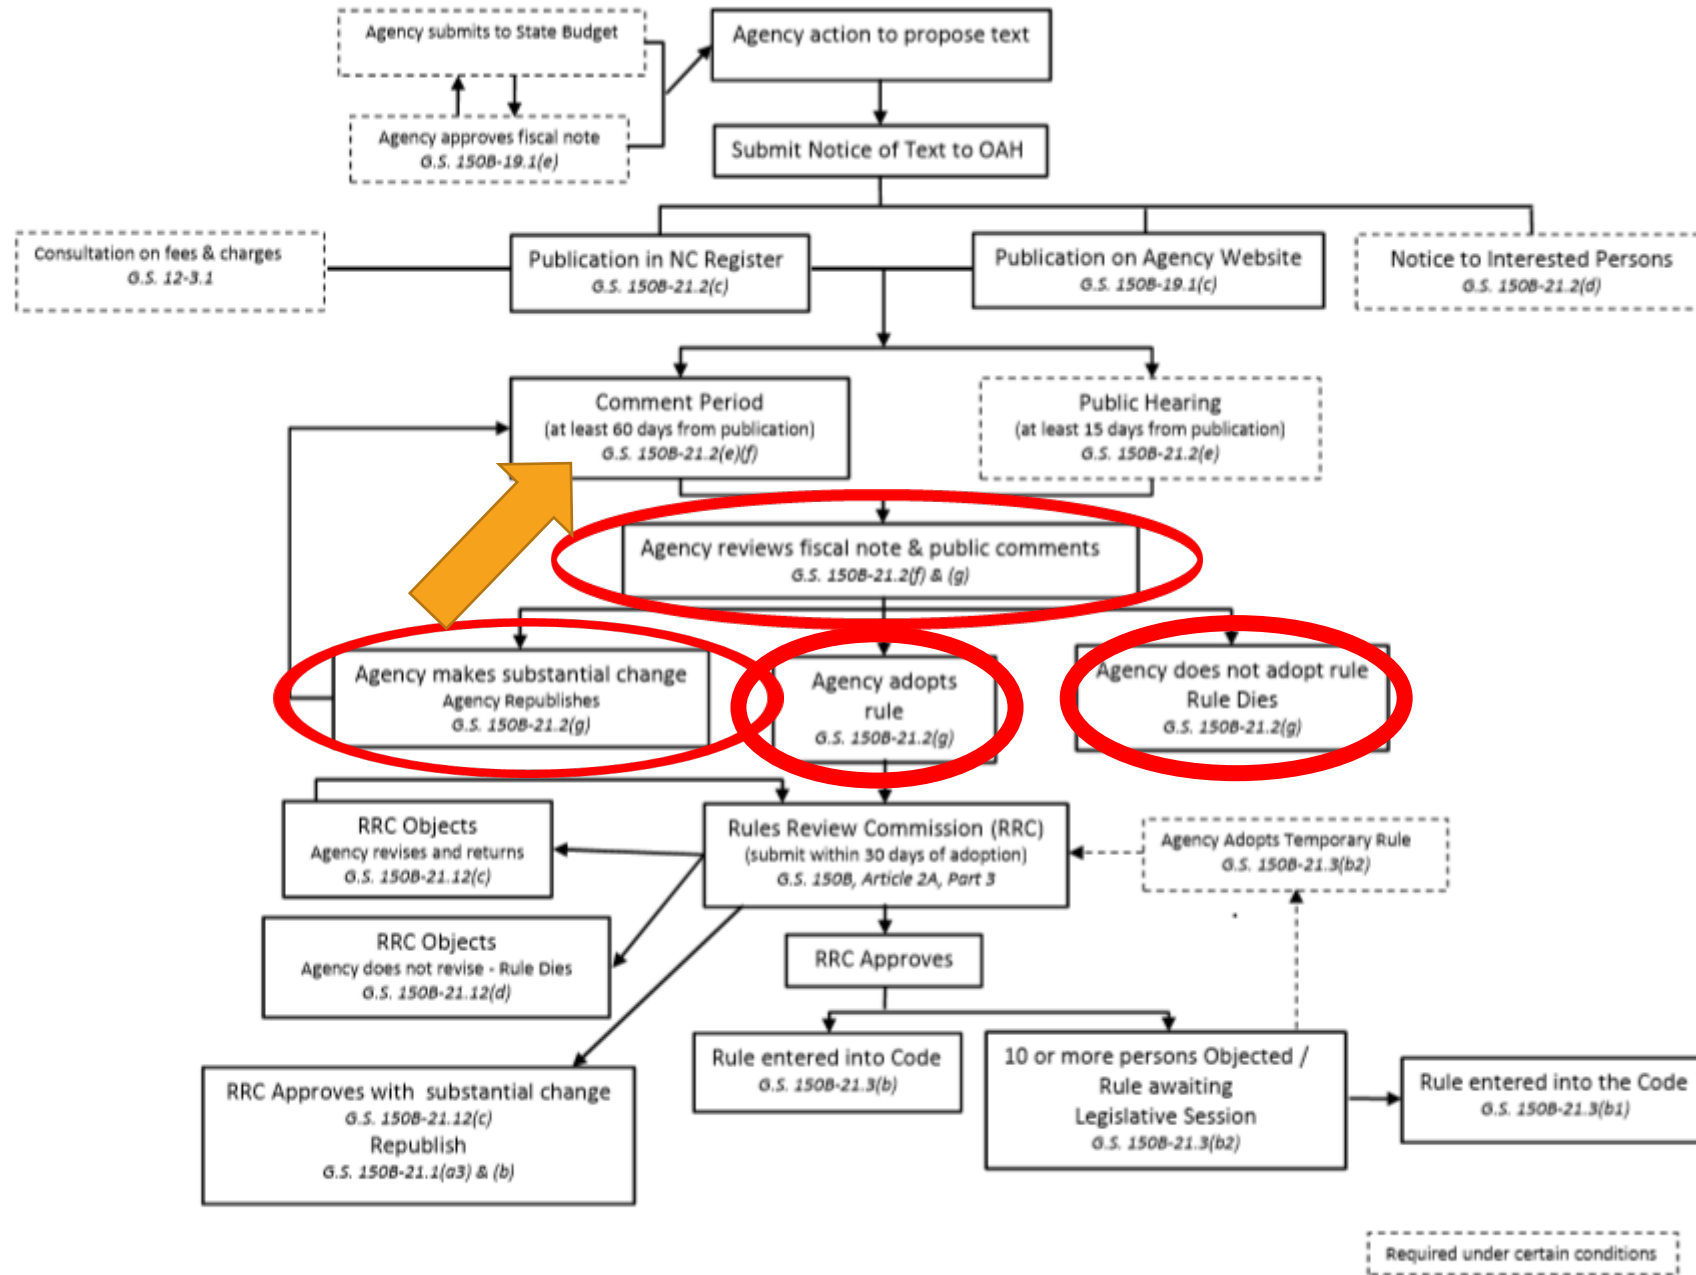 Agency submits to State Budget
Agency action to propose text
Agency approves fiscal note
G.S. 150B-19.1(e)
Submit Notice of Text to OAH
Consultation on fees & charges
G.S. 12-3.1
Publication in NC Register
G.S. 150B-21.2(c)
Publication on Agency Website
G.S. 150B-19.1(c)
Notice to Interested Persons
G.S. 150B-21.2(d)
Comment Period
(at least 60 days from publication)
G.S. 150B-21.2(e)(f)
Public Hearing
(at least 15 days from publication)
G.S. 150B-21.2(e)
Agency reviews fiscal note & public comments
G.S. 150B-21.2(f) & (g)
Agency makes substantial change
Agency Republishes
G.S. 150B-21.2(g)
Agency adopts
rule
G.S. 150B-21.2(g)
Agency does not adopt rule
Rule Dies
G.S. 150B-21.2(g)
RRC Objects
Agency revises and returns
G.S. 150B-21.12(c)
Rules Review Commission (RRC)
(submit within 30 days of adoption)
G.S. 150B, Article 2A, Part 3
Agency Adopts Temporary Rule
G.S. 150B-21.3(b2)
RRC Objects
Agency does not revise - Rule Dies
G.S. 150B-21.12(d)
RRC Approves
RRC Approves with substantial change
G.S. 150B-21.12(c)
Republish
G.S. 150B-21.1(a3) & (b)
Rule entered into Code
G.S. 150B-21.3(b)
10 or more persons Objected /
Rule awaiting
Legislative Session
G.S. 150B-21.3(b2)
Rule entered into the Code
G.S. 150B-21.3(b1)
Required under certain conditions